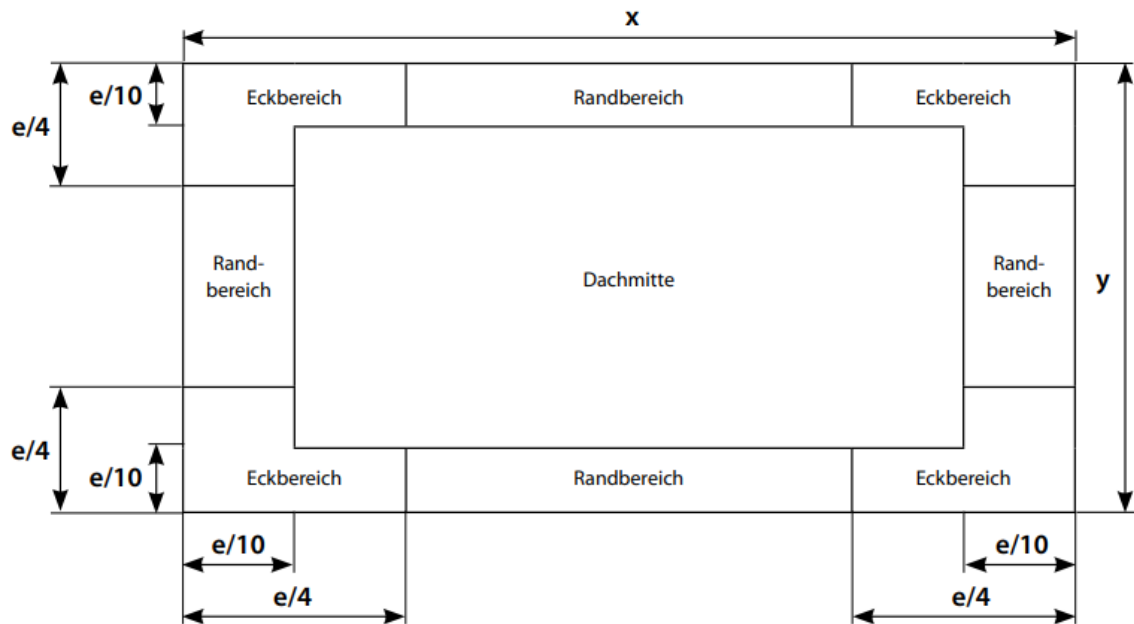 x
e/10
e/4
Eckbereich
Randbereich
Eckbereich
Rand-
bereich
Dachmitte
Rand-
bereich
y
e/4
e/10
Eckbereich
Randbereich
Eckbereich
e/10
e/10
e/4
e/4